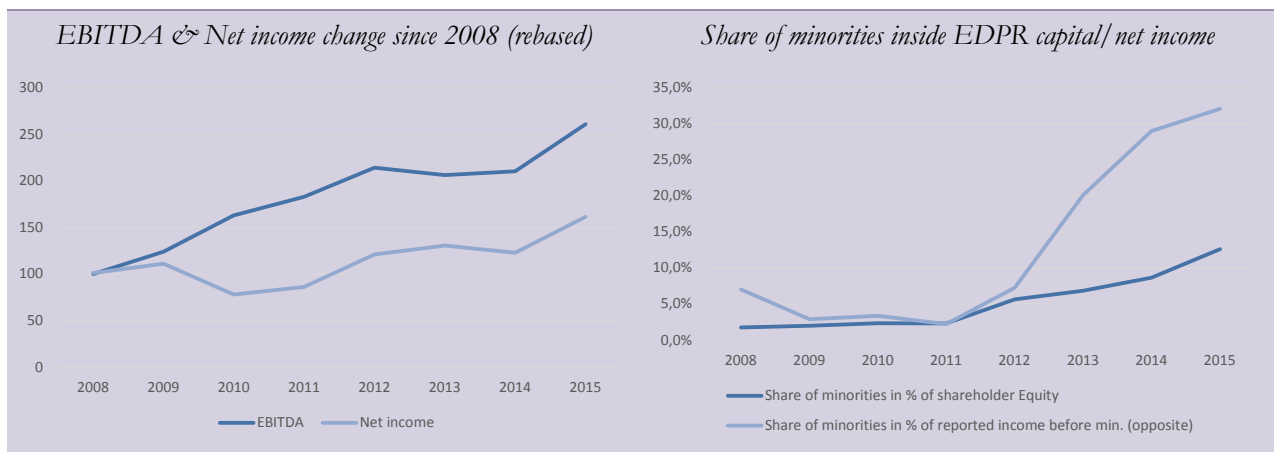 EBITDA & Net income change since 2008 (rebased)
300
250
200
150
100
50
0
2008 2009 2010 2011 2012 2013 2014 2015
EBITDA Net income
Share of minorities inside EDPR capital/ net income
35,0%
30,0%
25,0%
20,0%
15,0%
10,0%
5,0%
0,0%
2008 2009 2010 2011 2012 2013 2014 2015
Share of minorities in % of shareholder Equity
Share of minorities in % of reported income before min. (opposite)